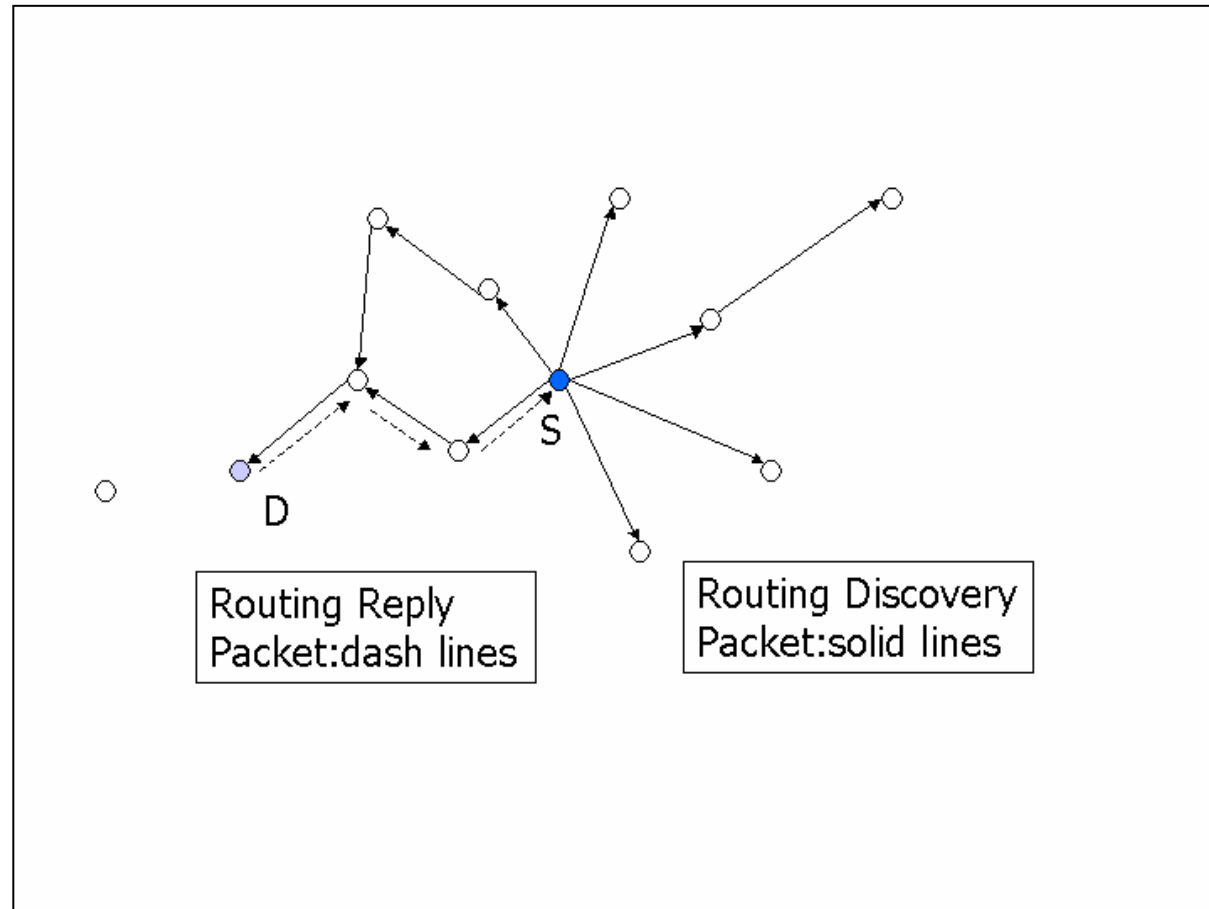 S
D
Routing Reply
Packet:dash lines
Routing Discovery
Packet:solid lines